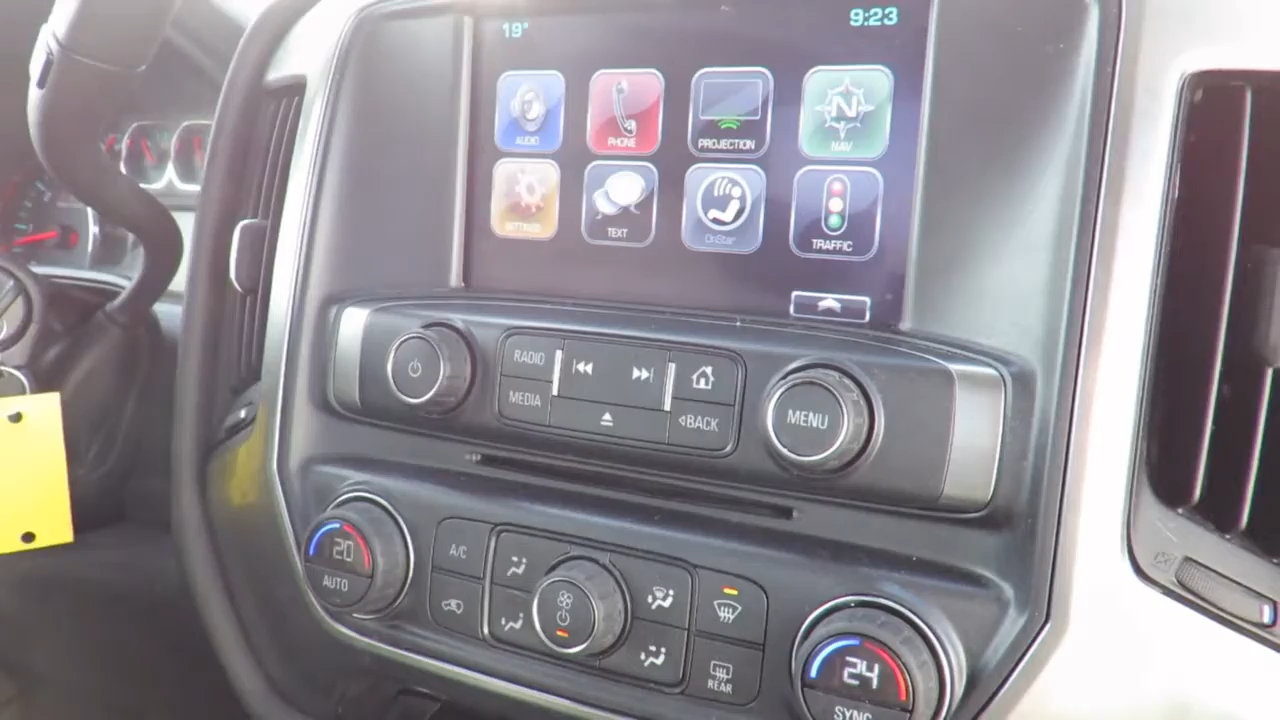 19°
9:23
AUDIO
PHONE
PROJECTION
NAV
N
SETTINGS
TEXT
OnStar
TRAFFIC
RADIO
MEDIA
BACK
MENU
20
AUTO
A/C
REAR
24
SYNC